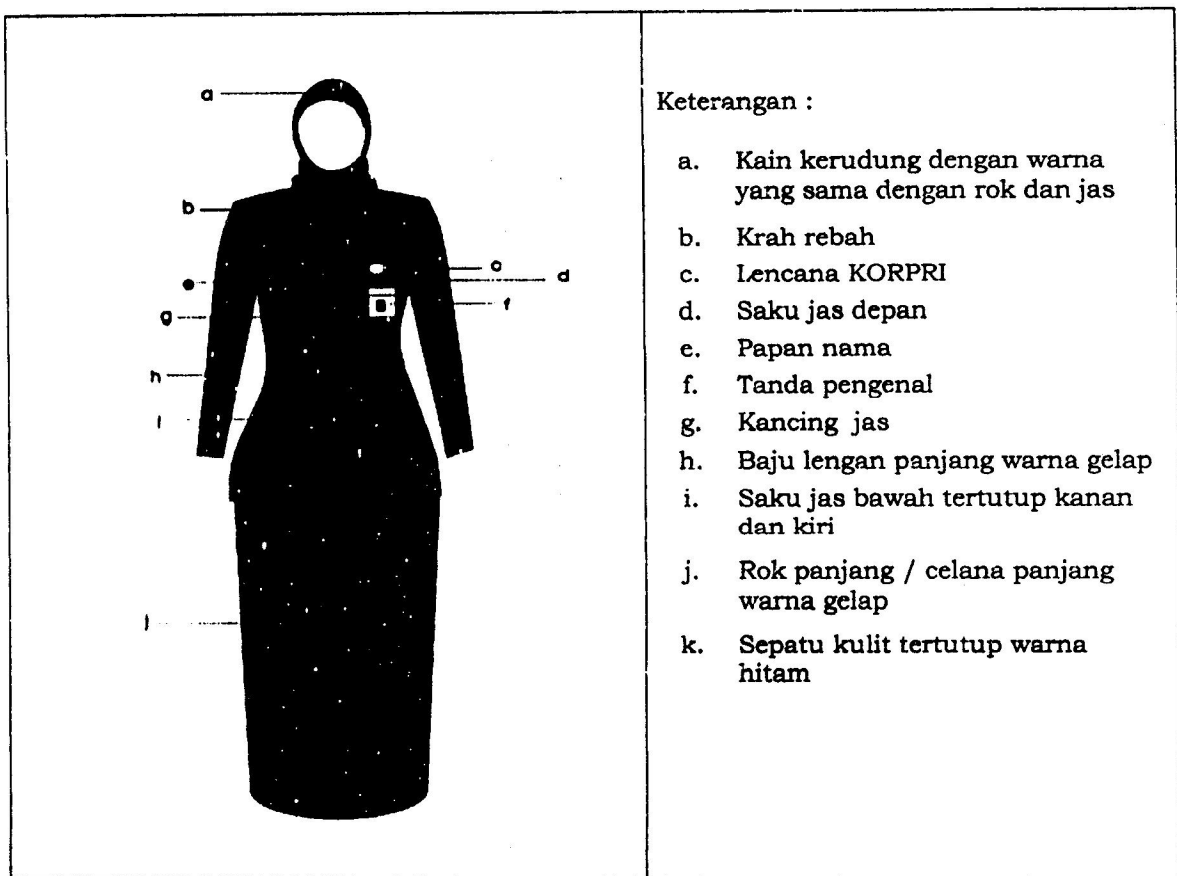 a
b
c
d
e
f
g
h
i
j
Keterangan :
a. Kain kerudung dengan warna
yang sama dengan rok dan jas
b. Krah rebah
c. Lencana KORPRI
d. Saku jas depan
e. Papan nama
f. Tanda pengenal
g. Kancing jas
h. Baju lengan panjang warna gelap
i. Saku jas bawah tertutup kanan
dan kiri
j. Rok panjang / celana panjang
warna gelap
k. Sepatu kulit tertutup warna
hitam